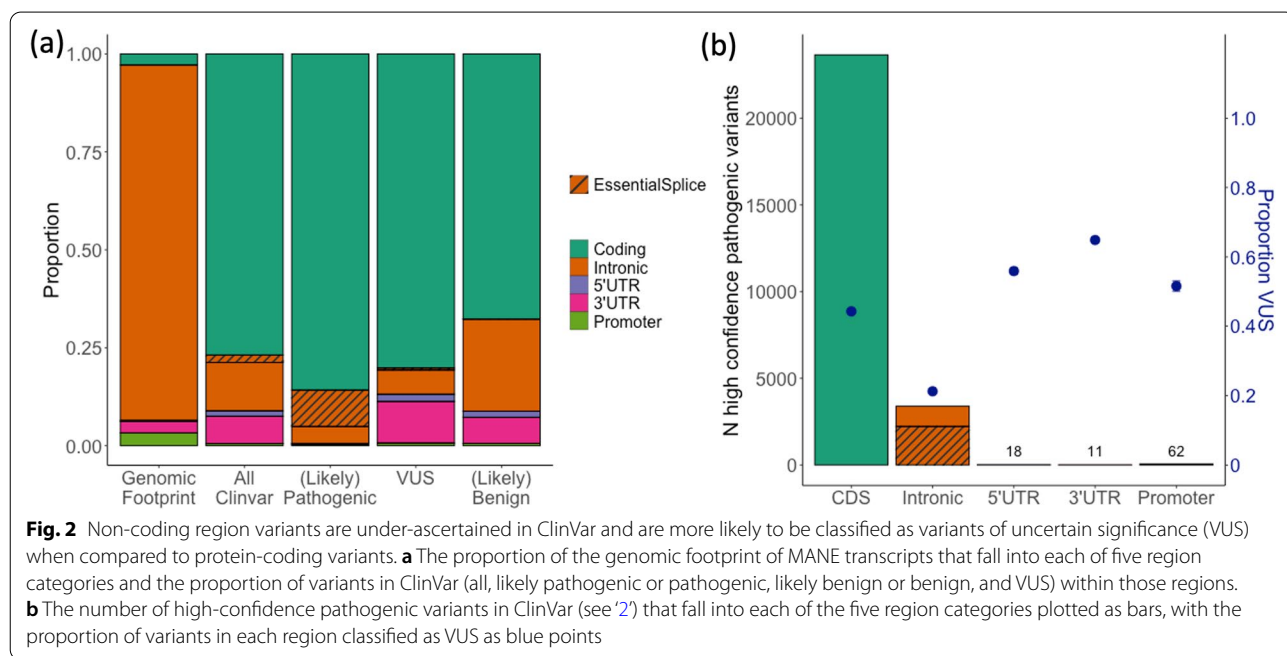 (a)
1.00
0.75
0.50
0.25
0.00
Proportion
Genomic
Footprint
All
Clinvar
(Likely)
Pathogenic
VUS
(Likely)
Benign
EssentialSplice
Coding
Intronic
5'UTR
3'UTR
Promoter
(b)
N high confidence pathogenic variants
20000
15000
10000
5000
0
18
11
62
CDS
Intronic
5'UTR
3'UTR
Promoter
1.0
0.8
0.6
0.4
0.2
0
Proportion VUS
Fig. 2 Non-coding region variants are under-ascertained in ClinVar and are more likely to be classified as variants of uncertain significance (VUS)
when compared to protein-coding variants. a The proportion of the genomic footprint of MANE transcripts that fall into each of five region
categories and the proportion of variants in ClinVar (all, likely pathogenic or pathogenic, likely benign or benign, and VUS) within those regions.
b The number of high-confidence pathogenic variants in ClinVar (see ‘2’) that fall into each of the five region categories plotted as bars, with the
proportion of variants in each region classified as VUS as blue points